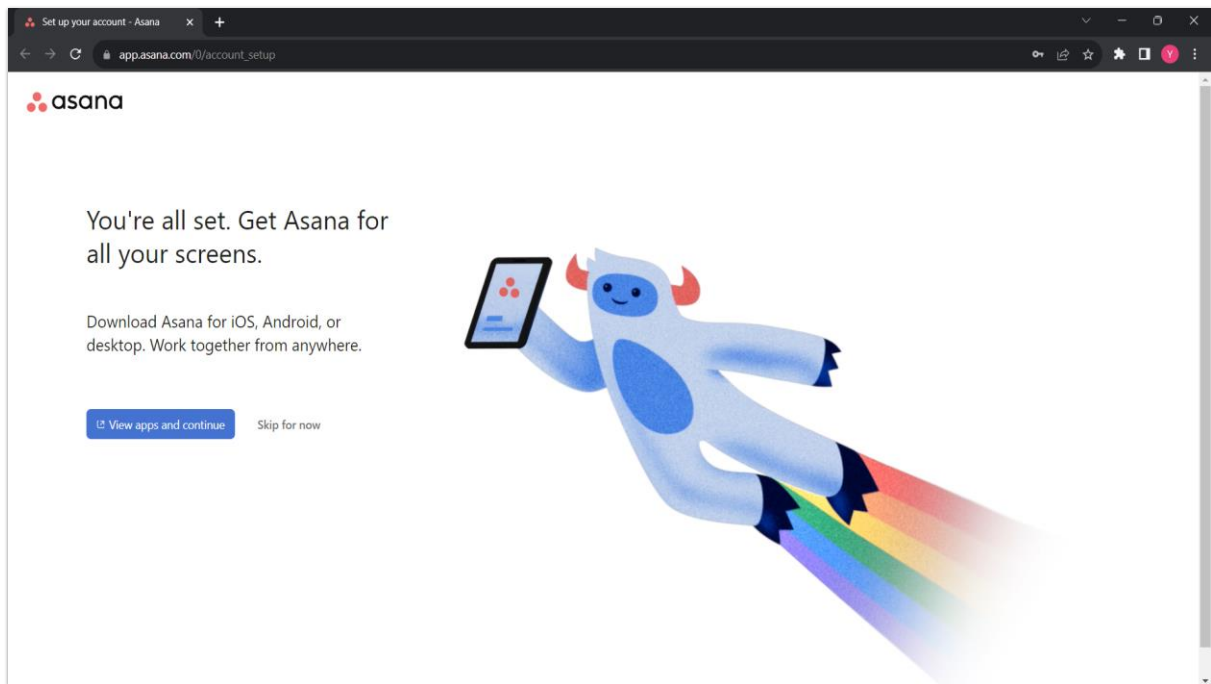 Set up your account - Asana
app.asana.com/0/account_setup
Y
asana
You're all set. Get Asana for
all your screens.
Download Asana for iOS, Android, or
desktop. Work together from anywhere.
View apps and continue
Skip for now